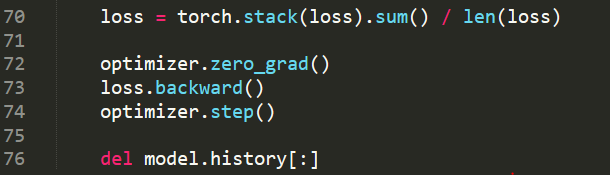 70 loss = torch.stack(loss).sum() / len(loss)
71
72 optimizer.zero_grad()
73 loss.backward()
74 optimizer.step()
75
76 del model.history[:]